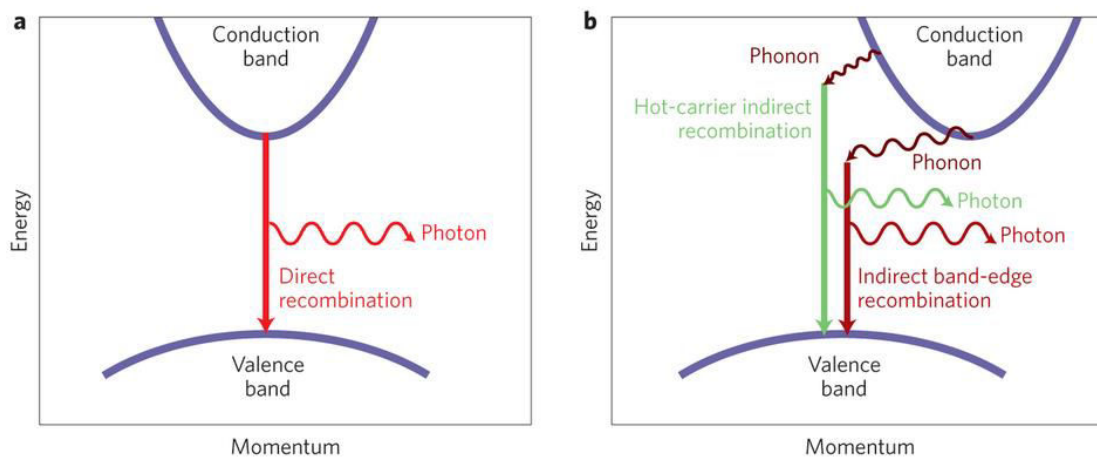 a
Conduction
band
Energy
Photon
Direct
recombination
Valence
band
Momentum
b
Conduction
band
Phonon
Hot-carrier indirect
recombination
Phonon
Energy
Photon
Photon
Indirect band-edge
recombination
Valence
band
Momentum